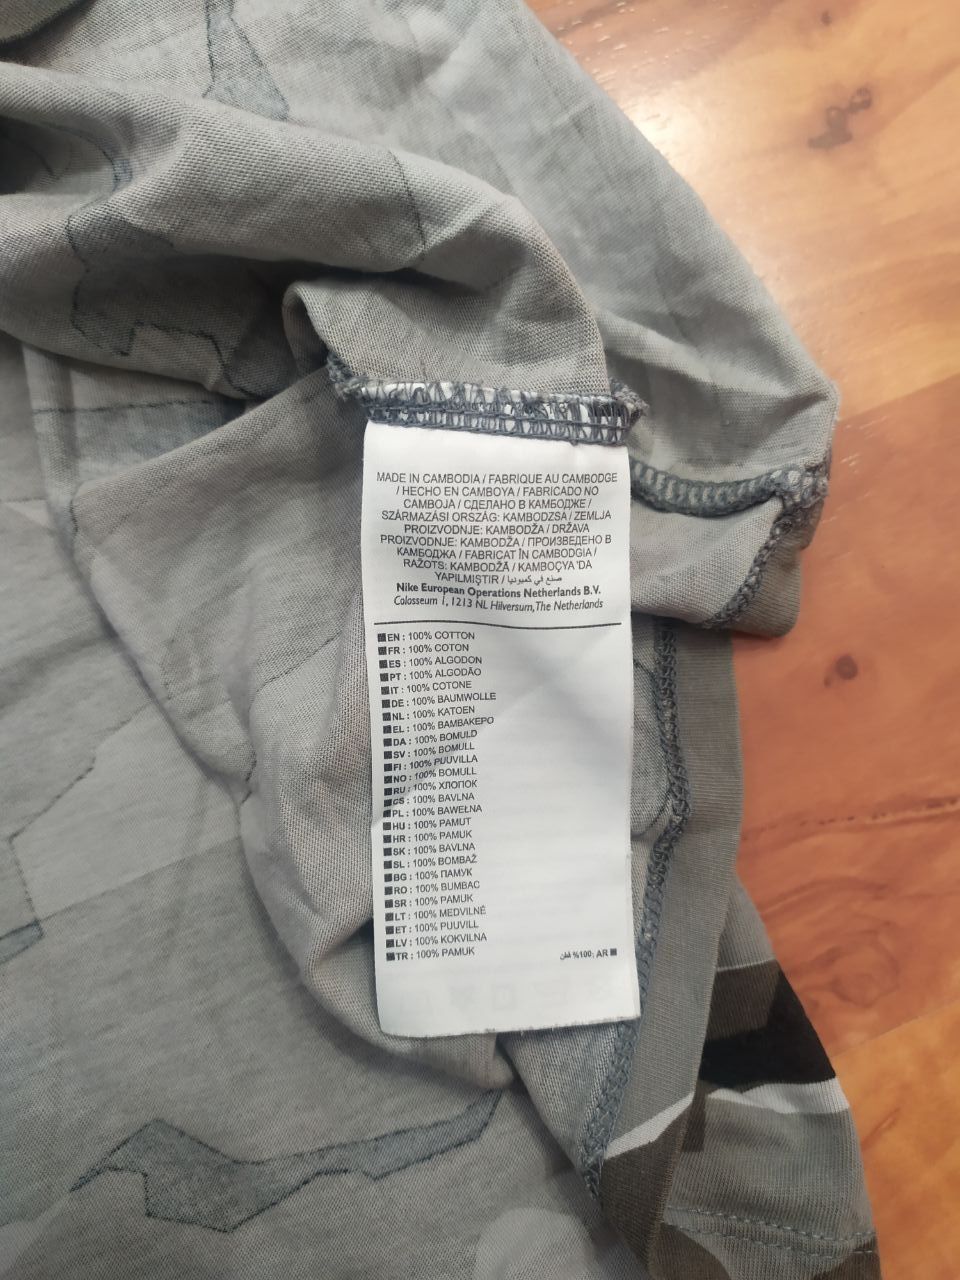 MADE IN CAMBODIA / FABRIQUE AU CAMBODGE
/ HECHO EN CAMBOYA / FABRICADO NO
CAMBOJA / СДЕЛАНО В КАМБОДЖЕ /
SZÁRMAZÁSI ORSZÁG: KAMBODZSA / ZEMLJA
PROIZVODNJE: KAMBODŽA / DRŽAVA
PROIZVODNJE: KAMBODŽA / ПРОИЗВЕДЕНО В
КАМБОДЖА / FABRICAT ÎN CAMBODGIA /
RAŽOTS: KAMBODŽĀ / KAMBOÇYA 'DA
YAPILMIŞTIR / صنع في كمبوديا
Nike European Operations Netherlands B.V.
Colosseum 1, 1213 NL Hilversum, The Netherlands
EN : 100% COTTON
FR : 100% COTON
ES : 100% ALGODON
PT : 100% ALGODÃO
IT : 100% COTONE
DE : 100% BAUMWOLLE
NL : 100% KATOEN
EL : 100% ΒΑΜΒΑΚΕΡΟ
DA : 100% BOMULD
SV : 100% BOMULL
FI : 100% PUUVILLA
NO : 100% BOMULL
RU : 100% ХЛОПОК
CS : 100% BAVLNA
PL : 100% BAWEŁNA
HU : 100% PAMUT
HR : 100% PAMUK
SK : 100% BAVLNA
SL : 100% BOMBAŽ
BG : 100% ПАМУК
RO : 100% BUMBAC
SR : 100% PAMUK
LT : 100% MEDVILNĖ
ET : 100% PUUVILL
LV : 100% KOKVILNA
TR : 100% PAMUK
AR :100% قطن